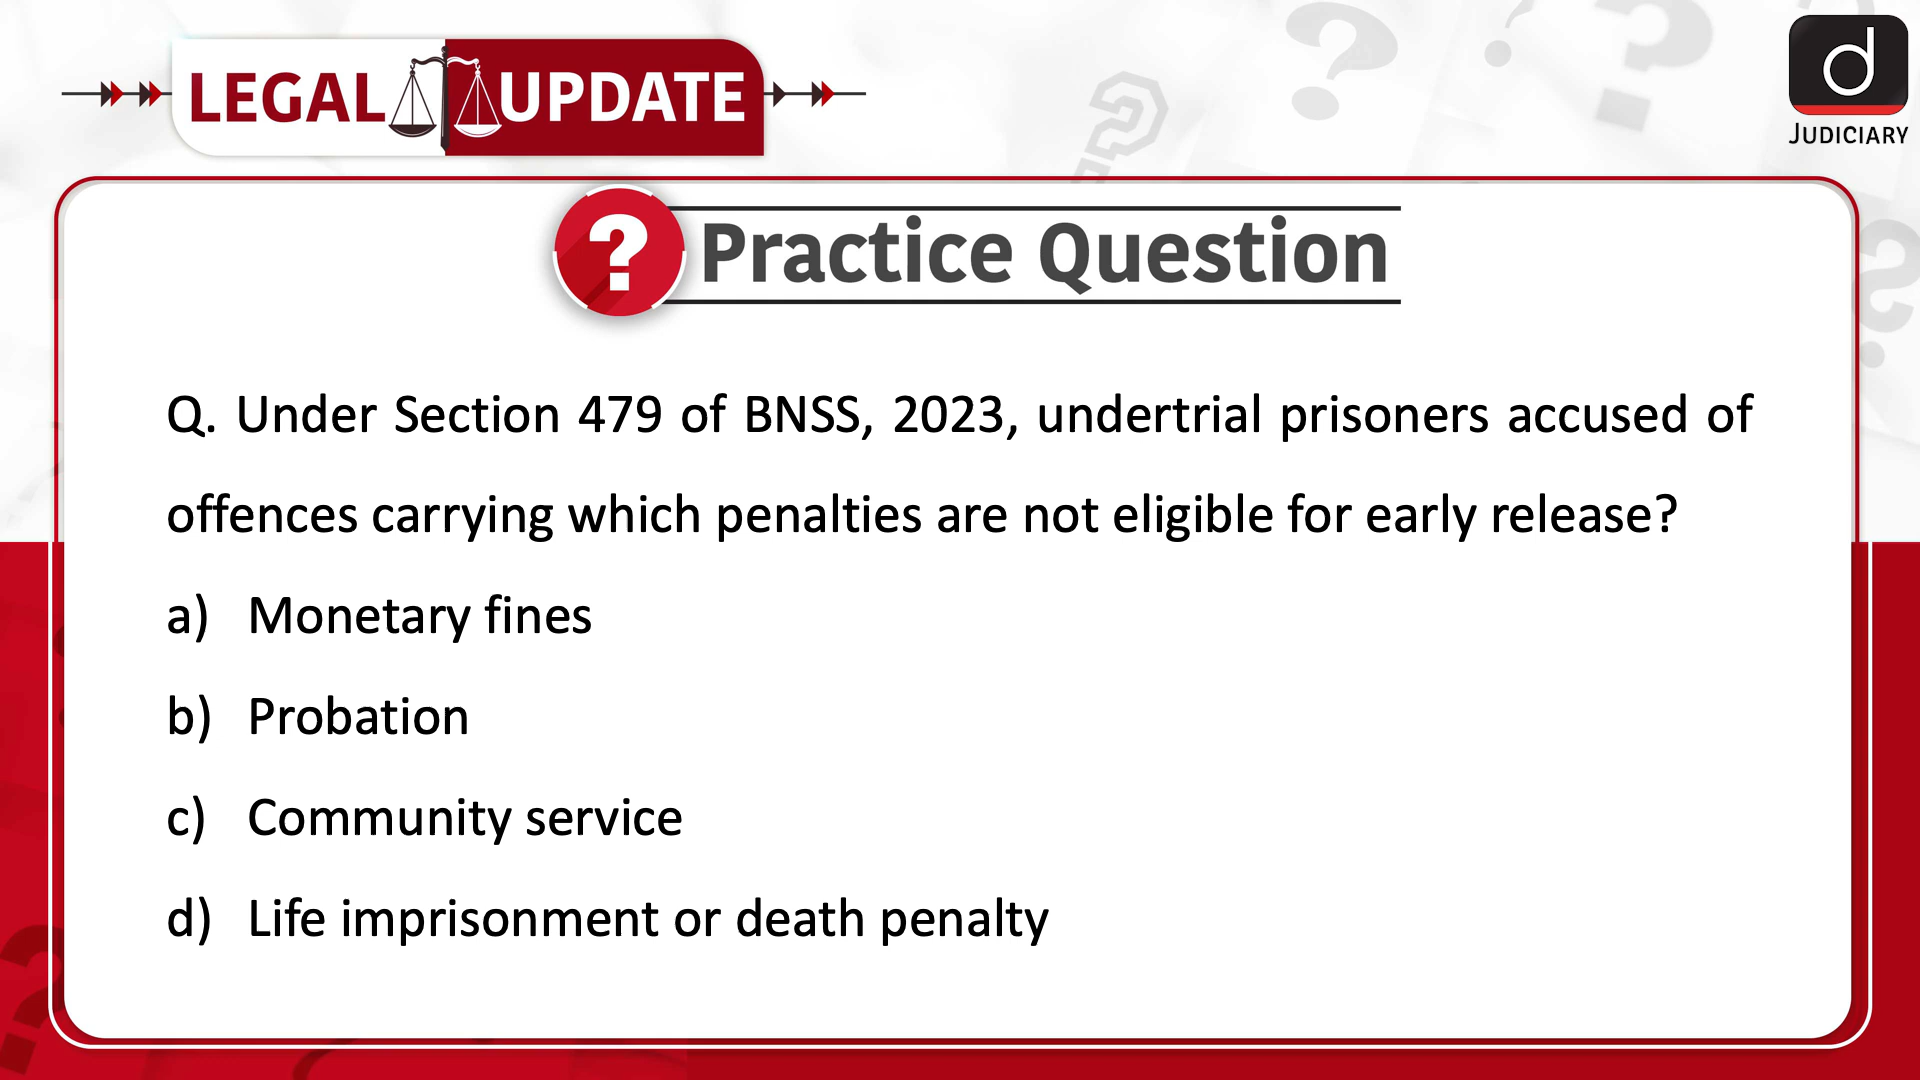 LEGAL UPDATE
d
JUDICIARY
? Practice Question
Q. Under Section 479 of BNSS, 2023, undertrial prisoners accused of
offences carrying which penalties are not eligible for early release?
a) Monetary fines
b) Probation
c) Community service
d) Life imprisonment or death penalty